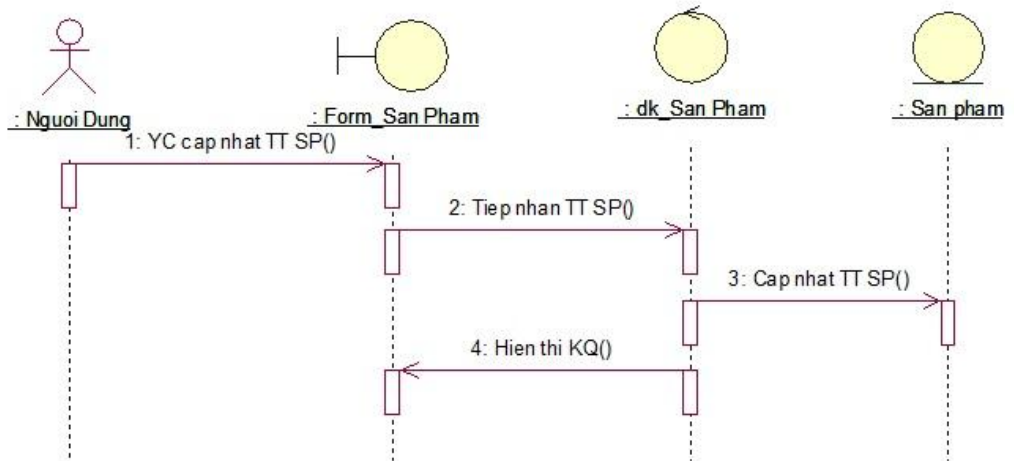 : Nguoi Dung
: Form_San Pham
: dk_San Pham
: San pham
1: YC cap nhat TT SP()
2: Tiep nhan TT SP()
3: Cap nhat TT SP()
4: Hien thi KQ()